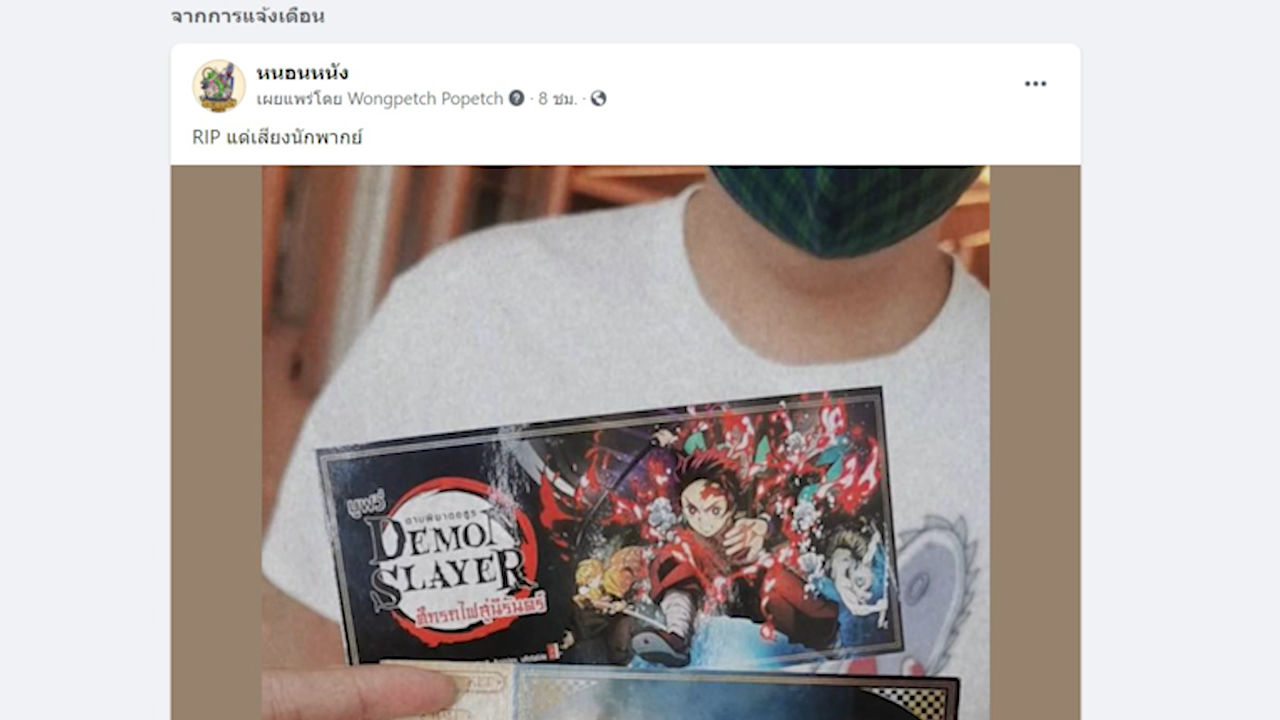 จากการแจ้งเตือน
หนอนหนัง
เผยแพร่โดย Wongpetch Popetch · 8 ชม. ·
RIP แด่เสียงนักพากย์
มูฟวี่
ดาบพิฆาตอสูร
DEMON
SLAYER
ศึกรถไฟสู่นิรันดร์